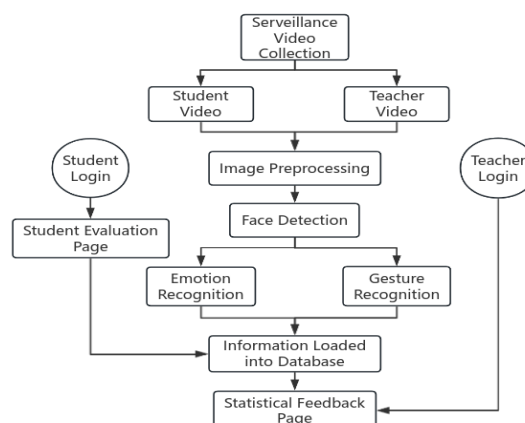 Serveillance
Video
Collection
Student
Video
Teacher
Video
Student
Login
Image Preprocessing
Teacher
Login
Student Evaluation
Page
Face Detection
Emotion
Recognition
Gesture
Recognition
Information Loaded
into Database
Statistical Feedback
Page